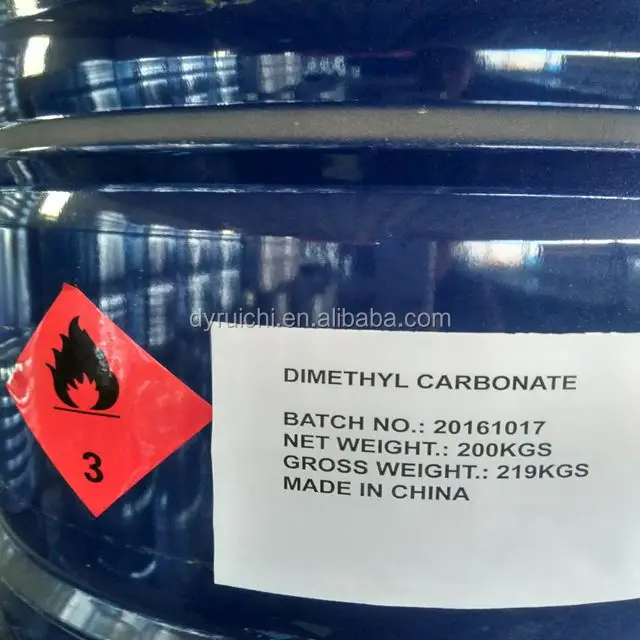 dyruichi.en.alibaba.com
DIMETHYL CARBONATE
BATCH NO.: 20161017
NET WEIGHT.: 200KGS
GROSS WEIGHT.: 219KGS
MADE IN CHINA
3